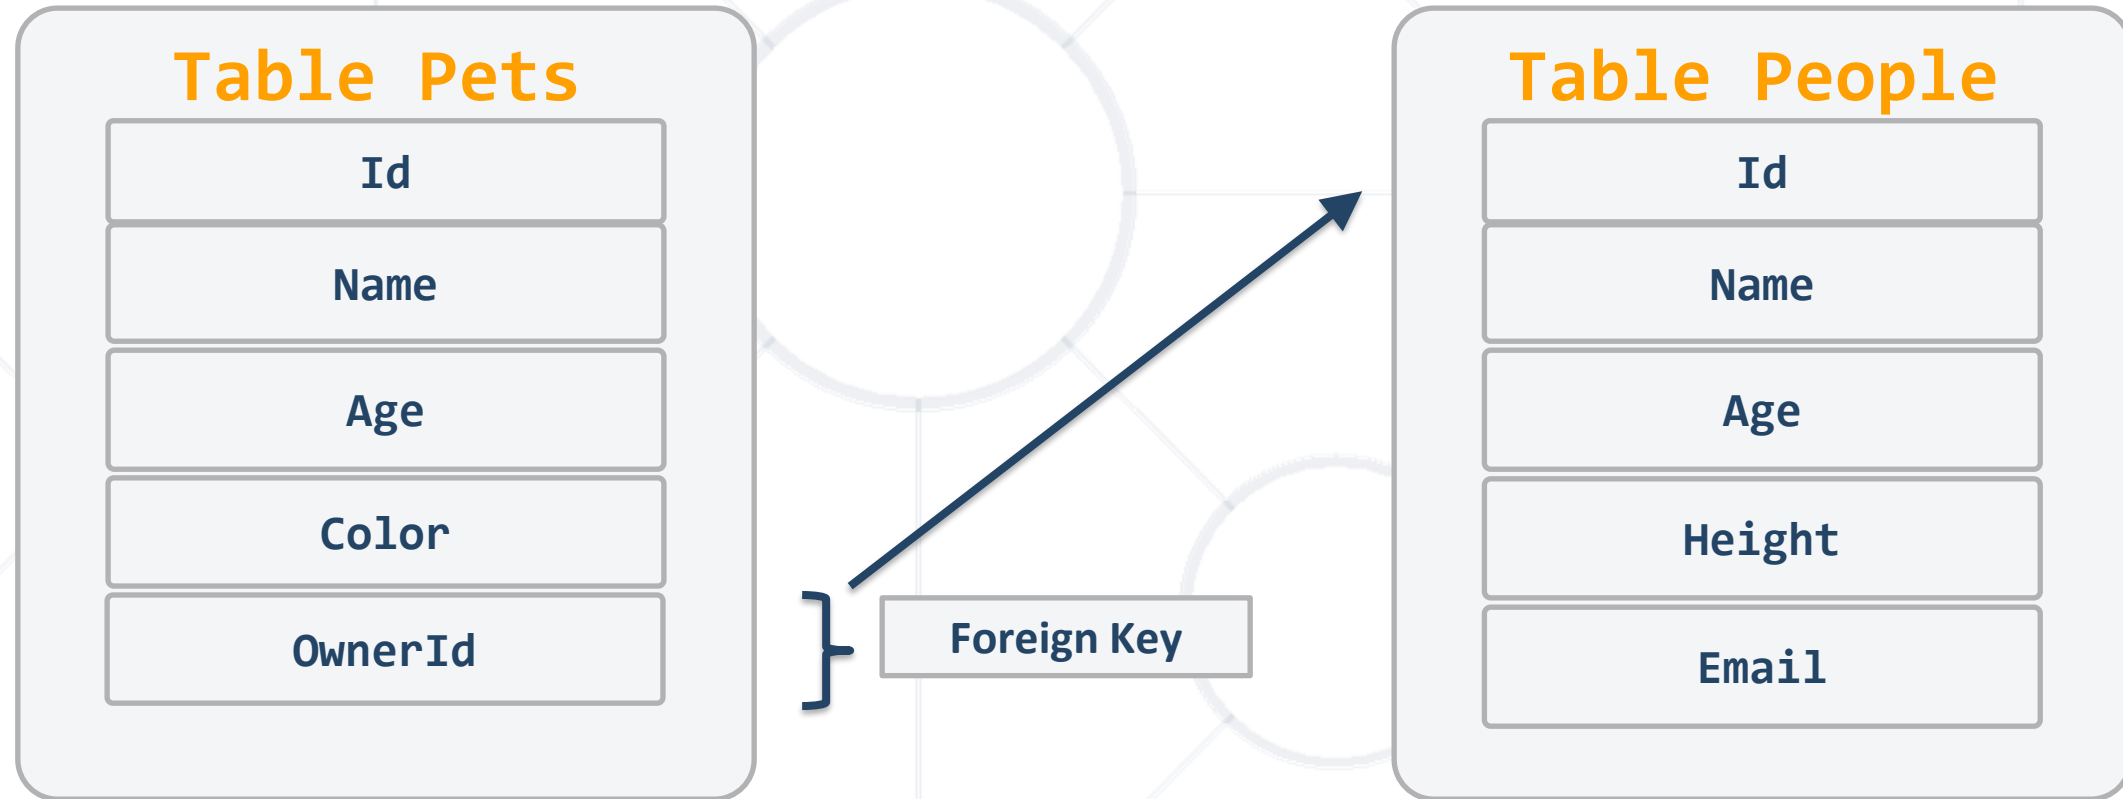 Table Pets
Id
Name
Age
Color
OwnerId
Foreign Key
Table People
Id
Name
Age
Height
Email